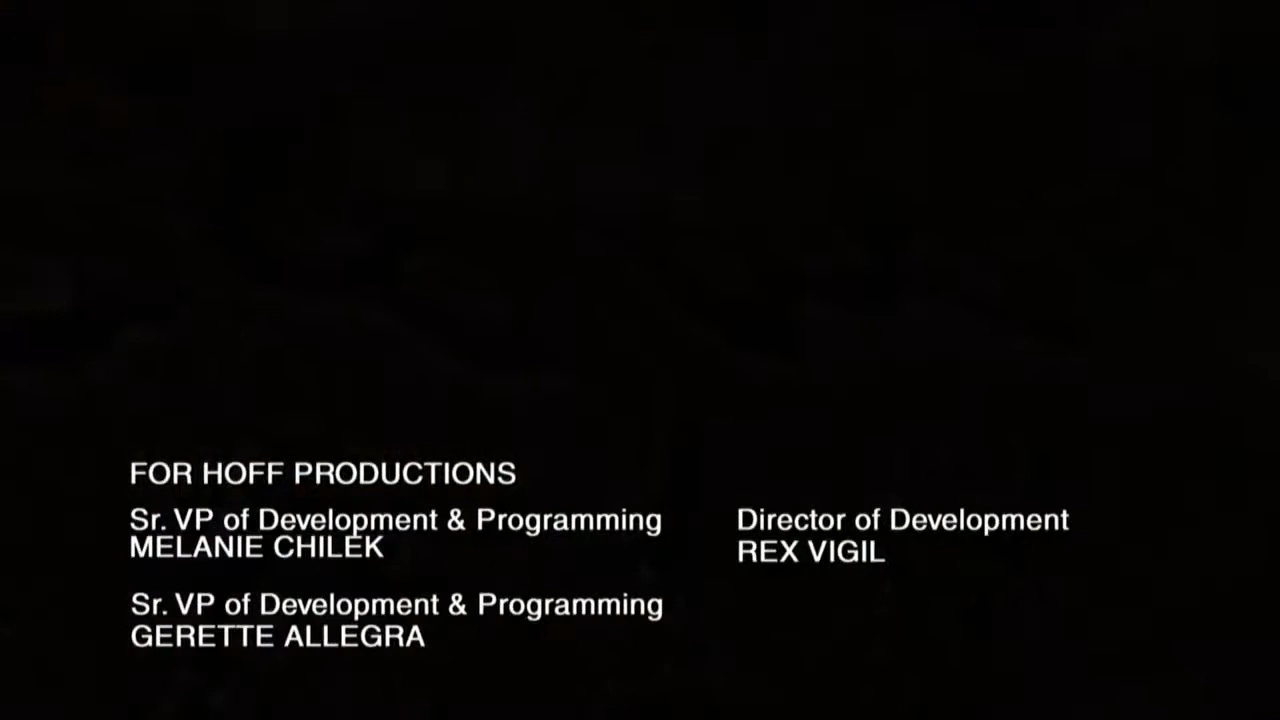 FOR HOFF PRODUCTIONS
Sr. VP of Development & Programming
MELANIE CHILEK
Director of Development
REX VIGIL
Sr. VP of Development & Programming
GERETTE ALLEGRA